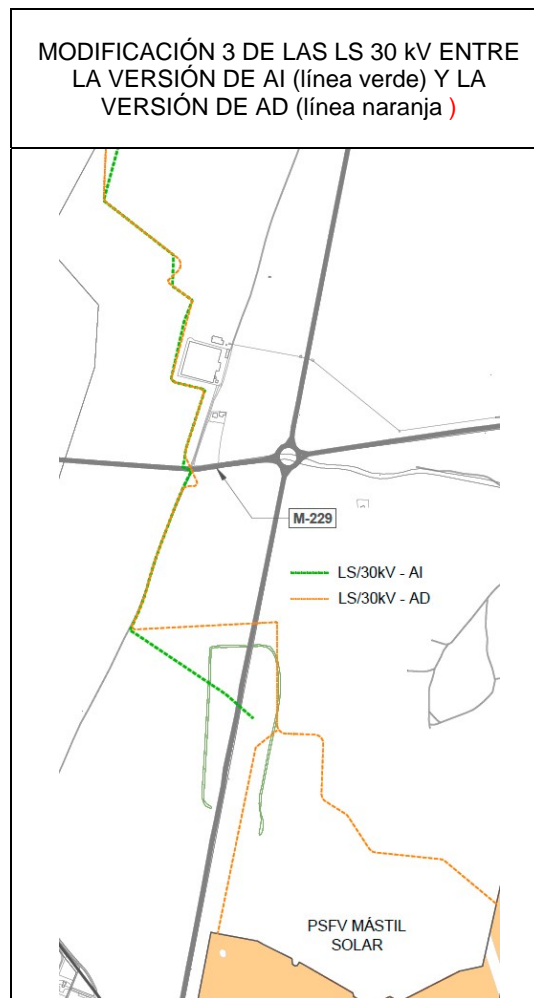 MODIFICACIÓN 3 DE LAS LS 30 kV ENTRE
LA VERSIÓN DE AI (línea verde) Y LA
VERSIÓN DE AD (línea naranja )
M-229
LS/30kV - AI
LS/30kV - AD
PSFV MÁSTIL
SOLAR